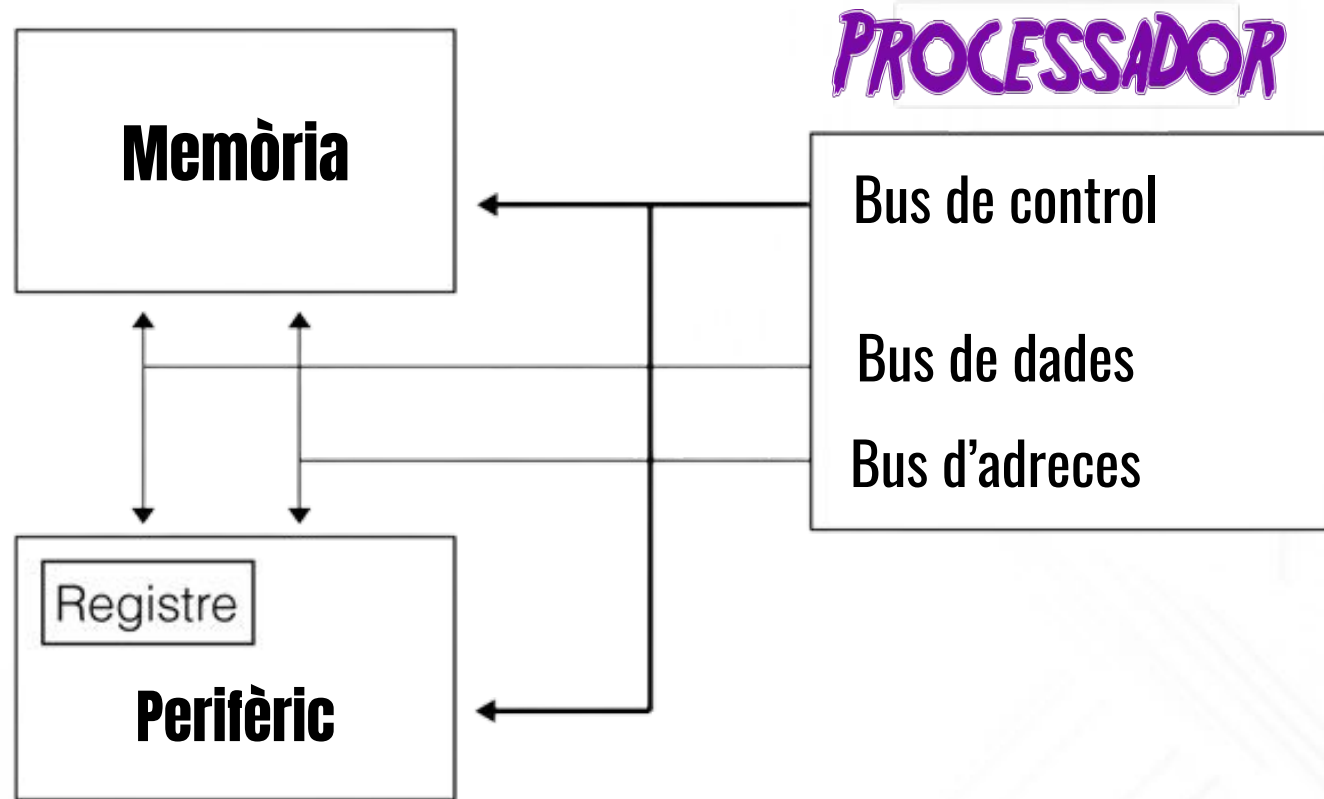 PROCESSADOR
Memòria
Bus de control
Bus de dades
Bus d’adreces
Registre
Perifèric